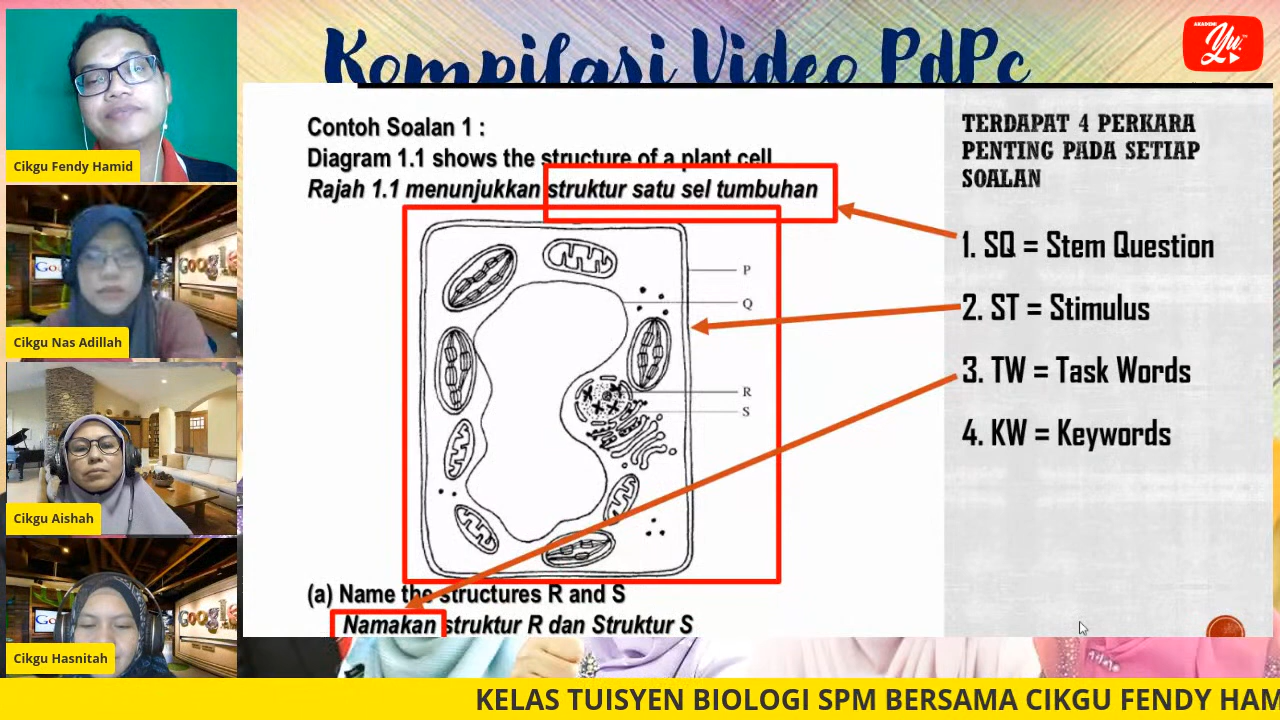 Kompilasi Video PdPc
AKADEMI
Yu.
Cikgu Fendy Hamid
Cikgu Nas Adillah
Cikgu Aishah
Cikgu Hasnitah
Contoh Soalan 1 :
Diagram 1.1 shows the structure of a plant cell
Rajah 1.1 menunjukkan struktur satu sel tumbuhan
P
Q
R
S
(a) Name the structures R and S
Namakan struktur R dan Struktur S
TERDAPAT 4 PERKARA
PENTING PADA SETIAP
SOALAN
1. SQ = Stem Question
2. ST = Stimulus
3. TW = Task Words
4. KW = Keywords
KELAS TUISYEN BIOLOGI SPM BERSAMA CIKGU FENDY HAM